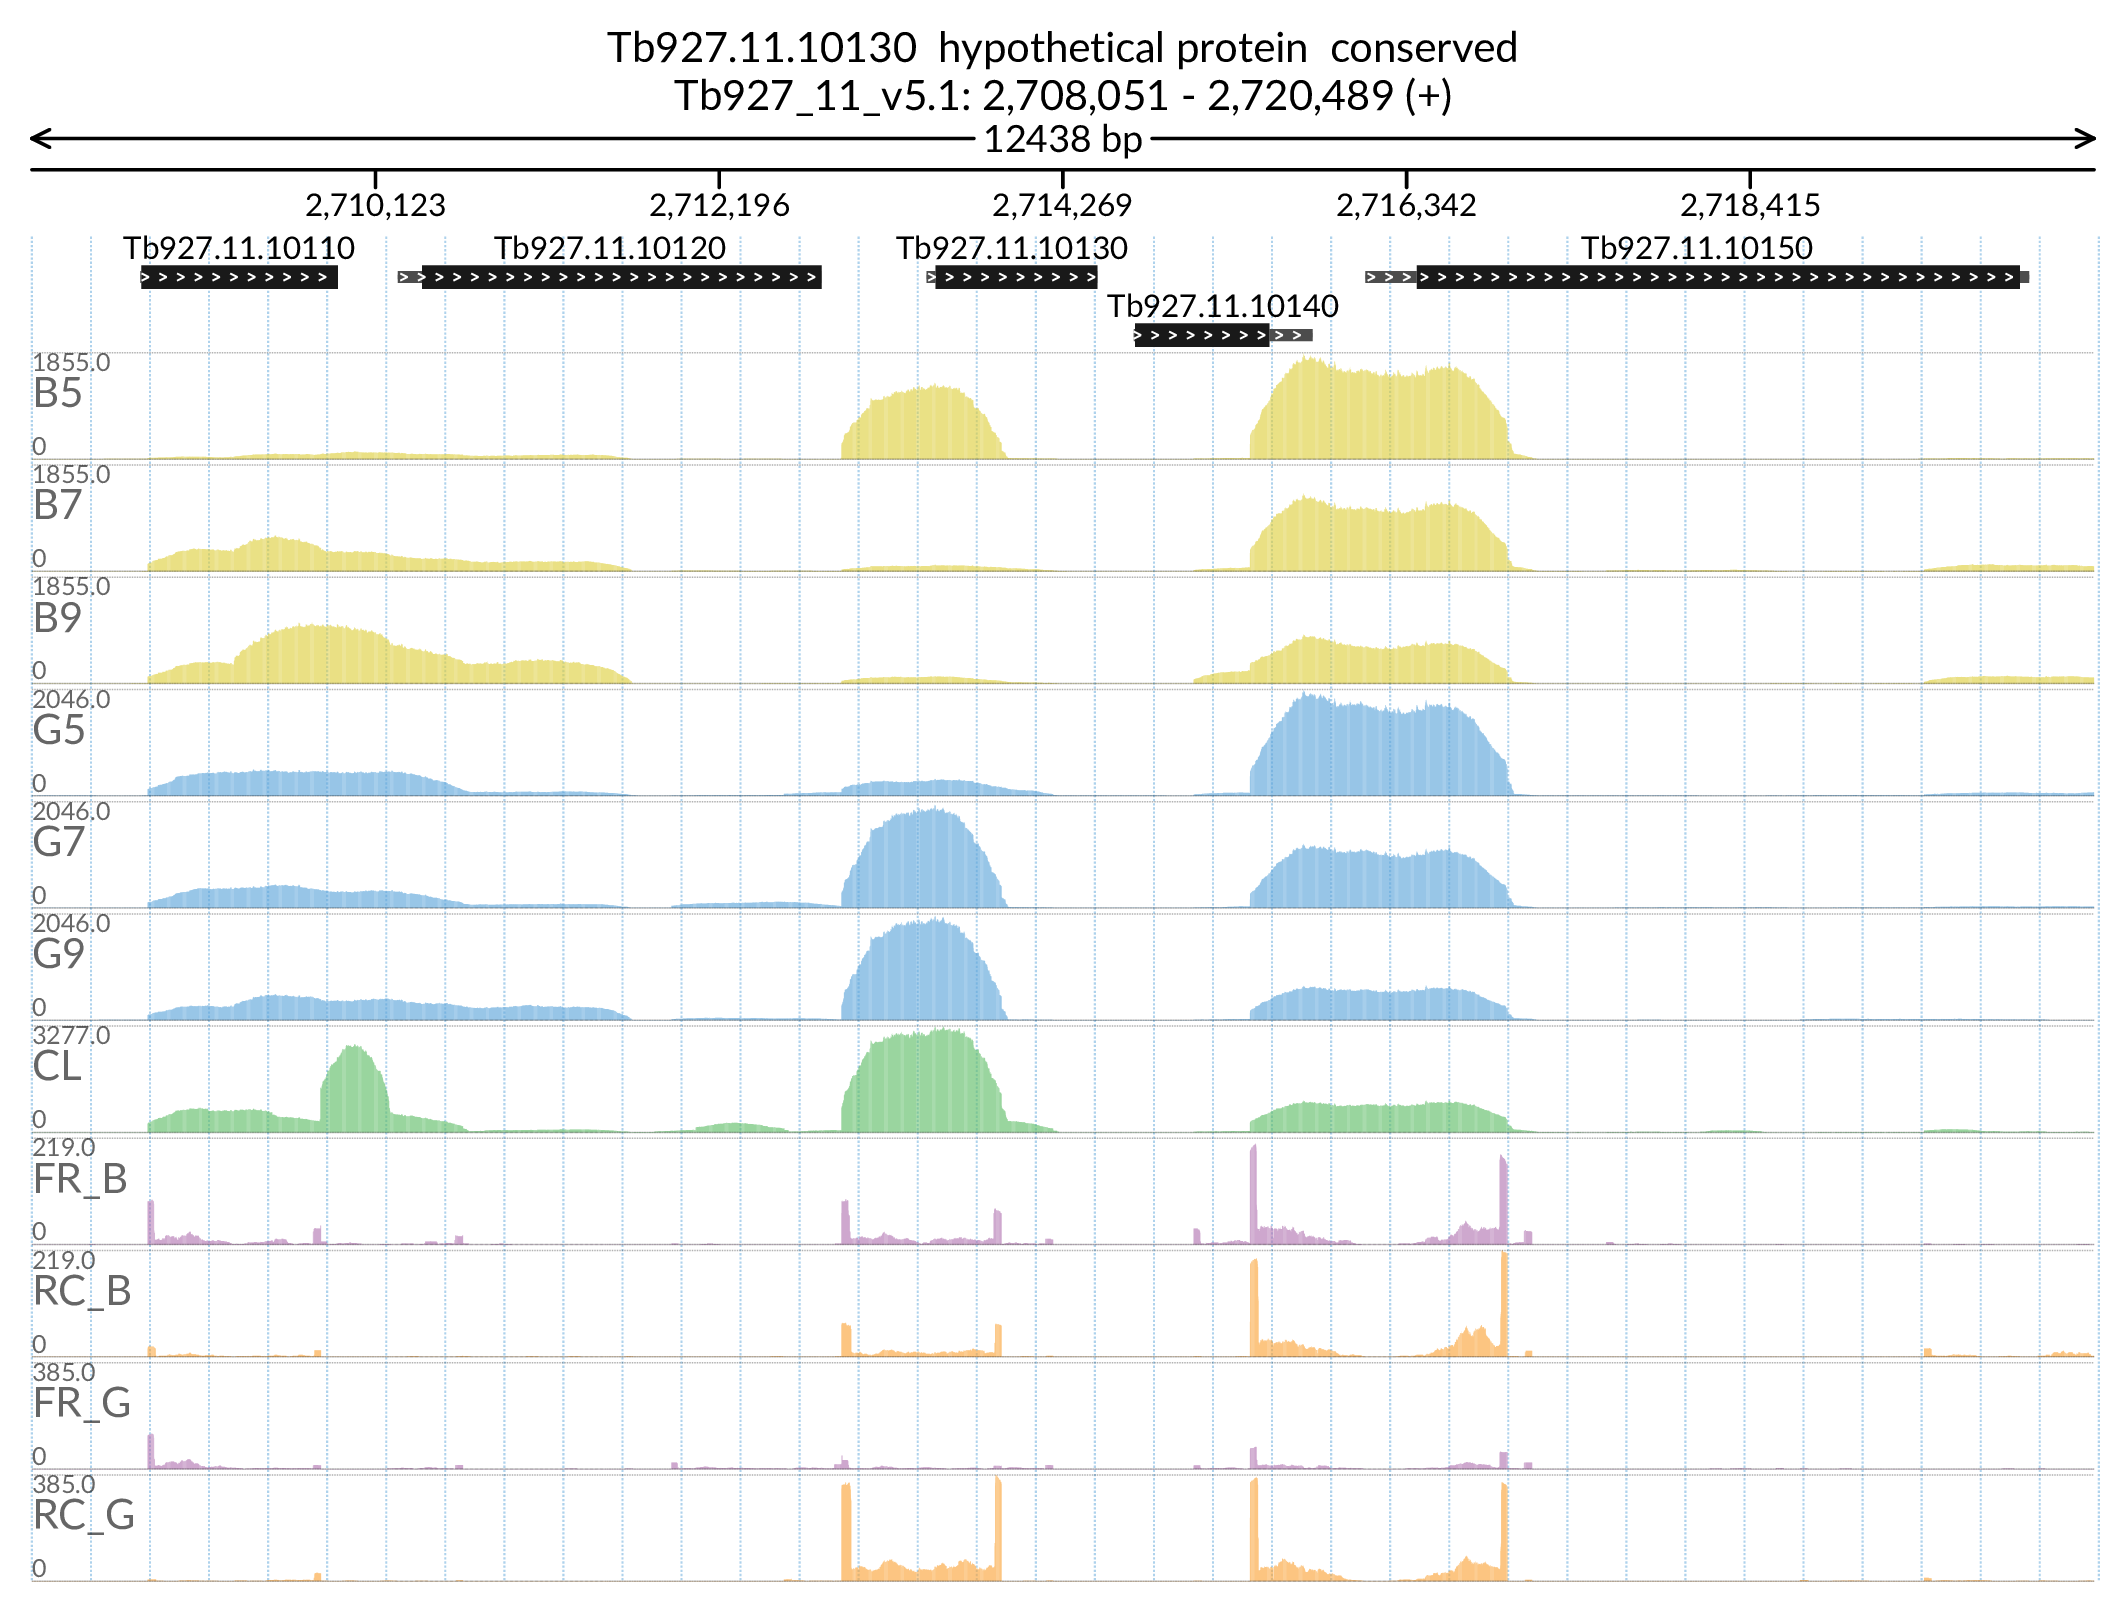 Tb927.11.10130 hypothetical protein conserved
Tb927_11_v5.1: 2,708,051 - 2,720,489 (+)
12438 bp
2,710,123 2,712,196 2,714,269 2,716,342 2,718,415
Tb927.11.10110 Tb927.11.10120 Tb927.11.10130 Tb927.11.10150
Tb927.11.10140
1855.0
B5
0
1855.0
B7
0
1855.0
B9
0
2046.0
G5
0
2046.0
G7
0
2046.0
G9
0
3277.0
CL
0
219.0
FR_B
0
219.0
RC_B
0
385.0
FR_G
0
385.0
RC_G
0